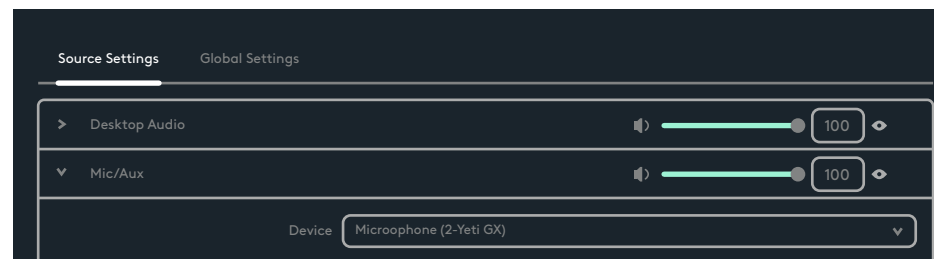 Source Settings Global Settings
Desktop Audio 100
Mic/Aux 100
Device Microophone (2-Yeti GX)